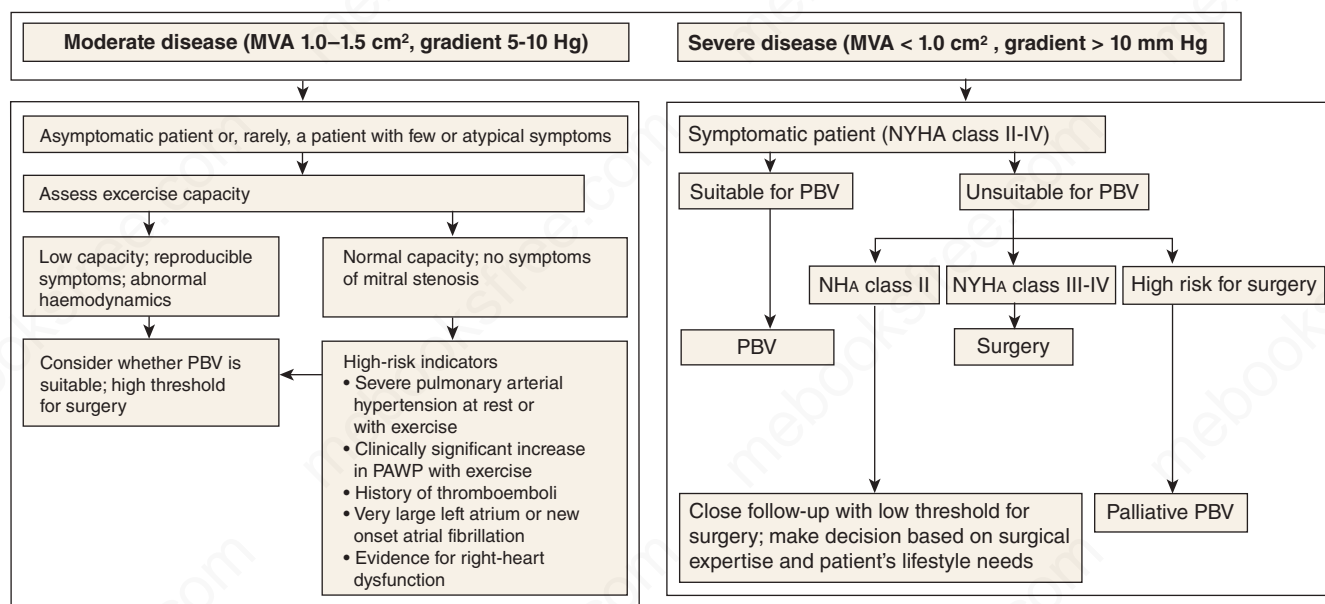 Moderate disease (MVA 1.0–1.5 cm², gradient 5-10 Hg)
Severe disease (MVA < 1.0 cm² , gradient > 10 mm Hg
Asymptomatic patient or, rarely, a patient with few or atypical symptoms
Assess excercise capacity
Low capacity; reproducible
symptoms; abnormal
haemodynamics
Normal capacity; no symptoms
of mitral stenosis
Consider whether PBV is
suitable; high threshold
for surgery
High-risk indicators
• Severe pulmonary arterial
hypertension at rest or
with exercise
• Clinically significant increase
in PAWP with exercise
• History of thromboemboli
• Very large left atrium or new
onset atrial fibrillation
• Evidence for right-heart
dysfunction
Symptomatic patient (NYHA class II-IV)
Suitable for PBV
Unsuitable for PBV
NHA class II
NYHA class III-IV
High risk for surgery
PBV
Surgery
Close follow-up with low threshold for
surgery; make decision based on surgical
expertise and patient's lifestyle needs
Palliative PBV
mebooksfree.com
mebooksfree.com
mebooksfree.com